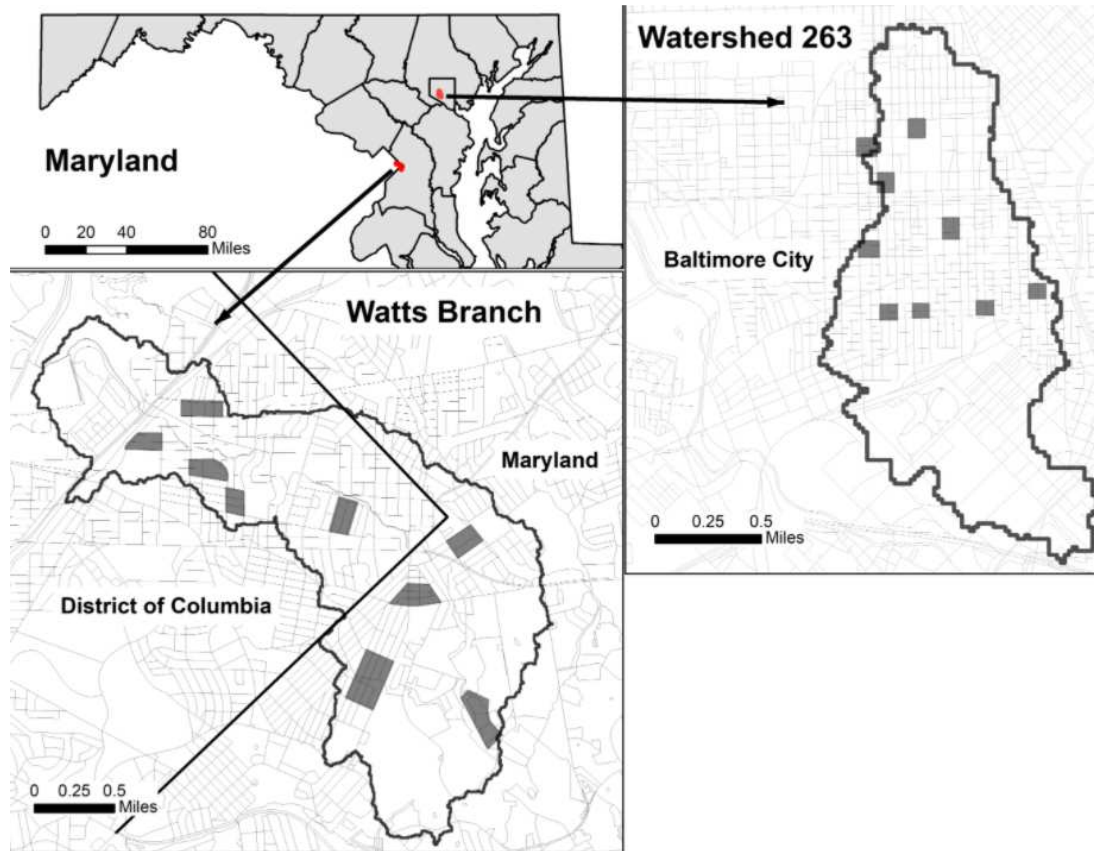 Maryland
0 20 40 80
Miles
Watershed 263
Baltimore City
0 0.25 0.5
Miles
Watts Branch
Maryland
District of Columbia
0 0.25 0.5
Miles